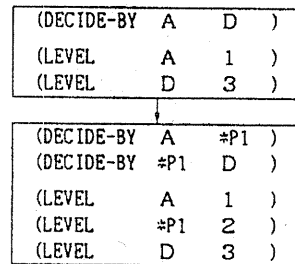 (DECIDE-BY A D )
(LEVEL A 1 )
(LEVEL D 3 )
(DECIDE-BY A *P1 )
(DECIDE-BY *P1 D )
(LEVEL A 1 )
(LEVEL *P1 2 )
(LEVEL D 3 )